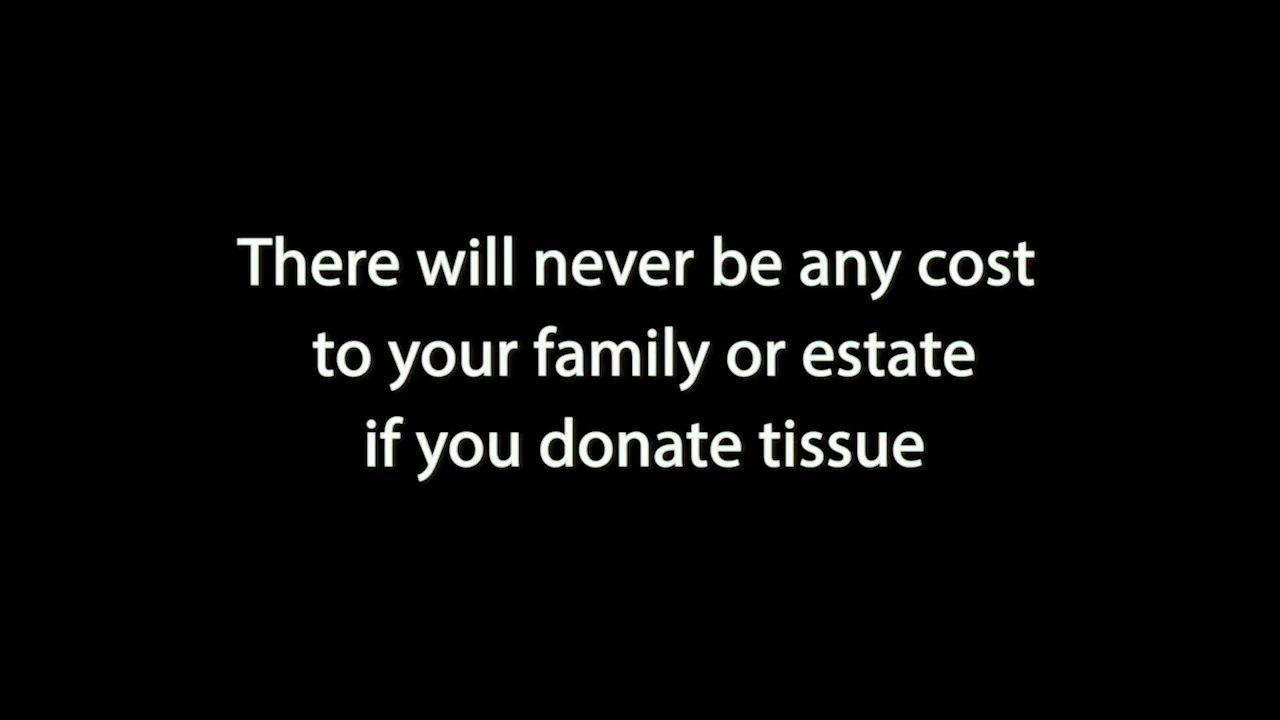 There will never be any cost
to your family or estate
if you donate tissue